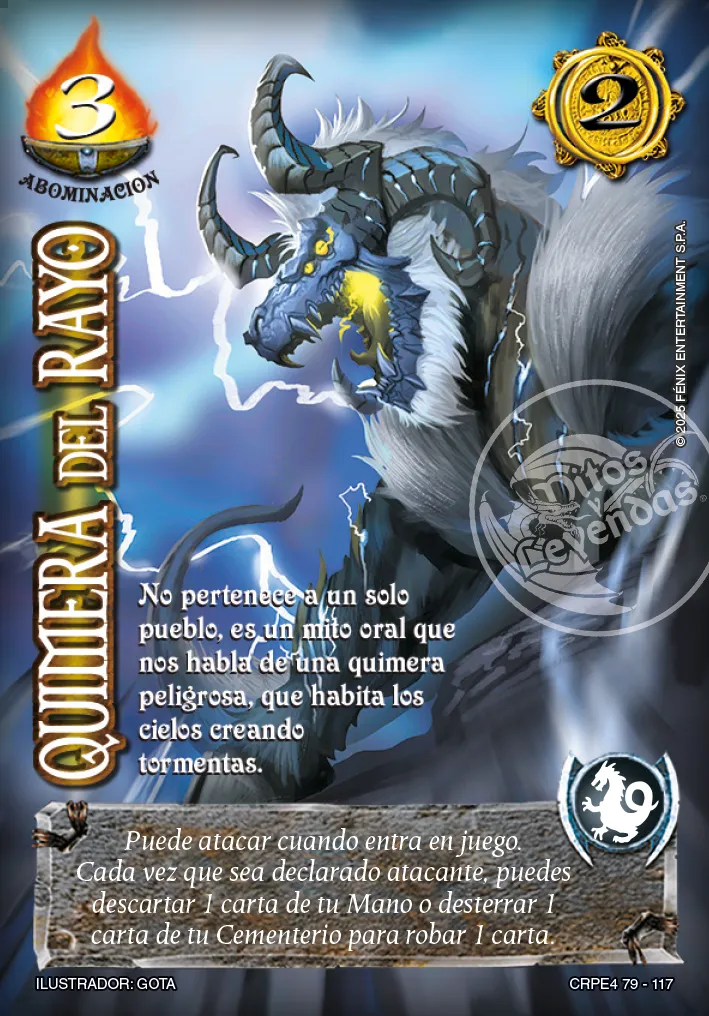 3
ABOMINACION
2
QUIMERA DEL RAYO
© 2025 FÉNIX ENTERTAINMENT S.P.A.
mitos
y
Leyendas®
No pertenece a un solo
pueblo, es un mito oral que
nos habla de una quimera
peligrosa, que habita los
cielos creando
tormentas.
Puede atacar cuando entra en juego.
Cada vez que sea declarado atacante, puedes
descartar 1 carta de tu Mano o desterrar 1
carta de tu Cementerio para robar 1 carta.
ILUSTRADOR: GOTA
CRPE4 79 - 117